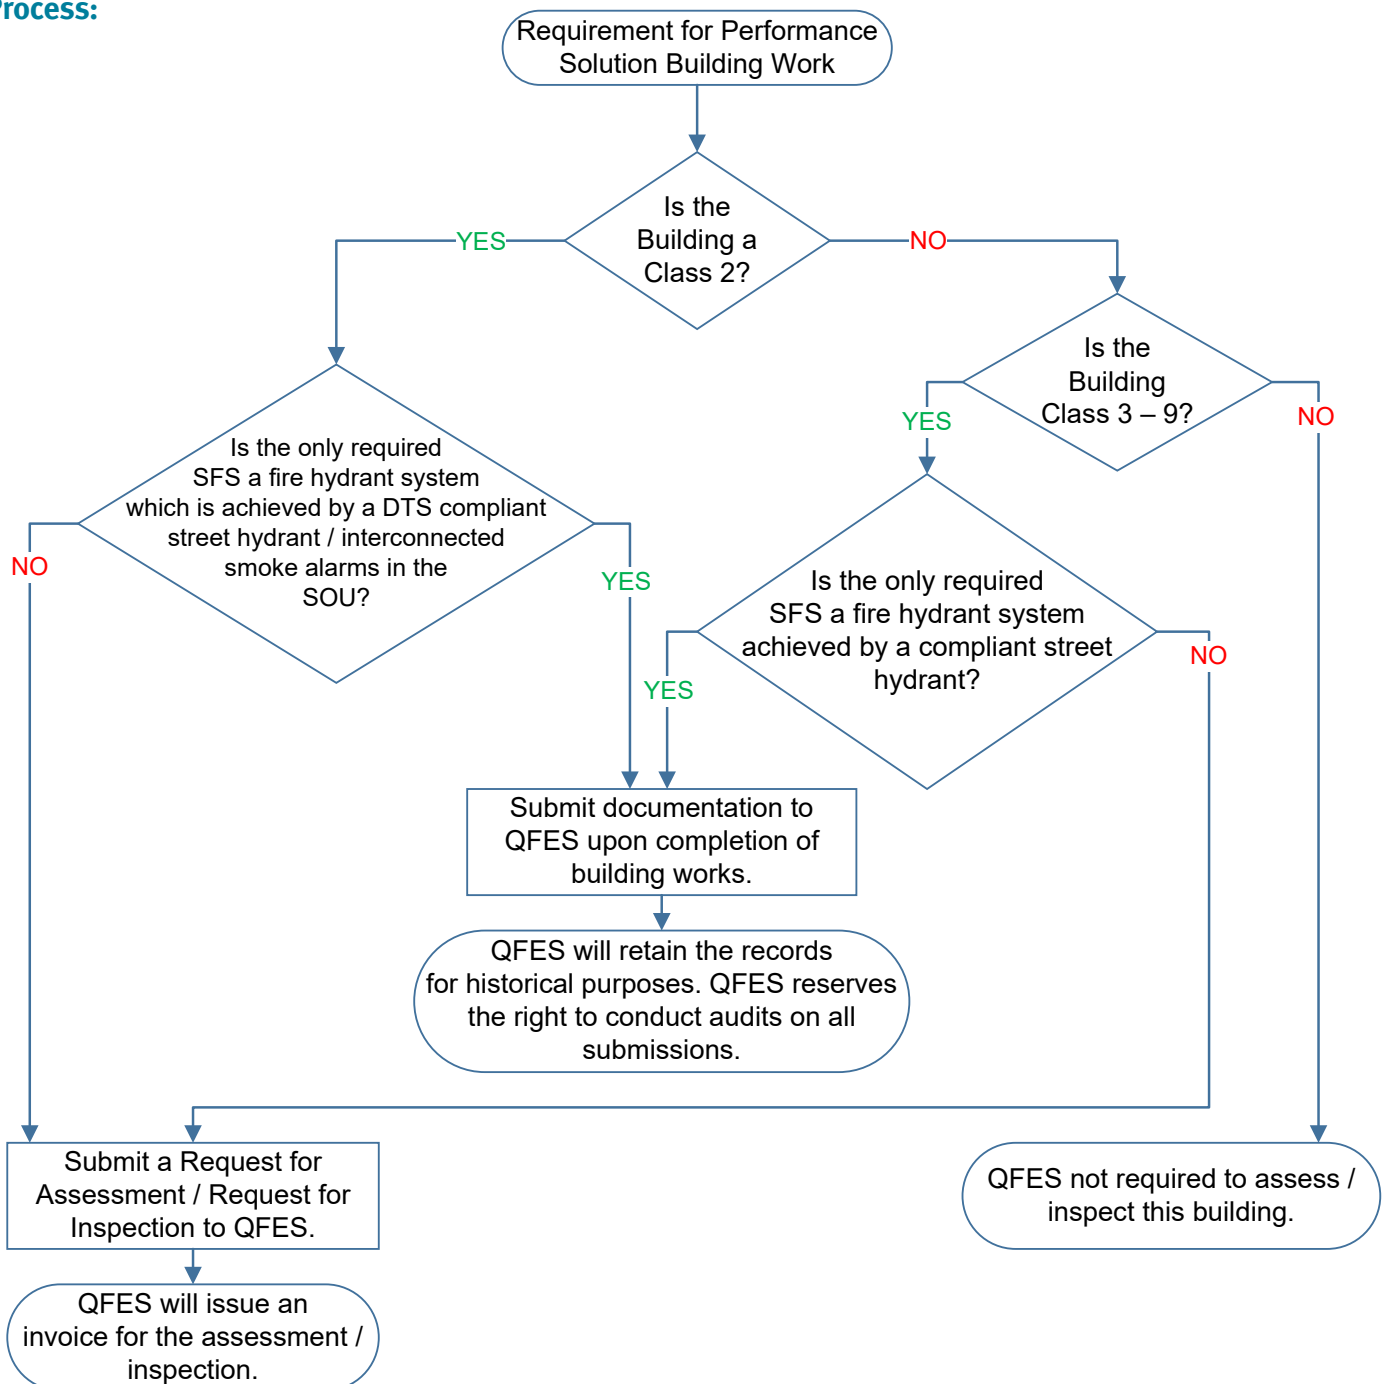 Process:
Requirement for Performance
Solution Building Work
Is the
Building a
Class 2?
YES
NO
Is the
Building
Class 3 – 9?
YES
NO
Is the only required
SFS a fire hydrant system
which is achieved by a DTS compliant
street hydrant / interconnected
smoke alarms in the
SOU?
NO
YES
Is the only required
SFS a fire hydrant system
achieved by a compliant street
hydrant?
YES
NO
Submit documentation to
QFES upon completion of
building works.
QFES will retain the records
for historical purposes. QFES reserves
the right to conduct audits on all
submissions.
Submit a Request for
Assessment / Request for
Inspection to QFES.
QFES not required to assess /
inspect this building.
QFES will issue an
invoice for the assessment /
inspection.